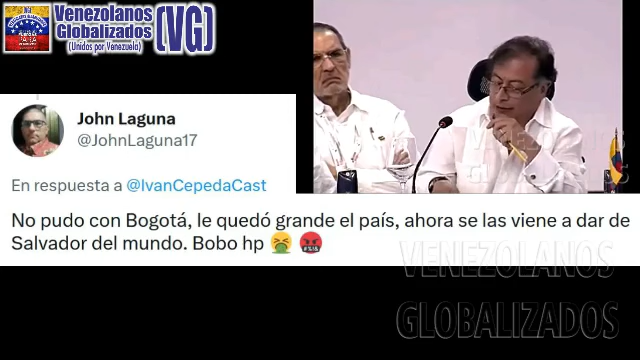 Venezolanos
Globalizados
(Unidos por Venezuela)
(VG)
John Laguna
@JohnLaguna17
En respuesta a @IvanCepedaCast
No pudo con Bogotá, le quedó grande el país, ahora se las viene a dar de
Salvador del mundo. Bobo hp 🤮 🤬
VENEZOLANOS
GLOBALIZADOS